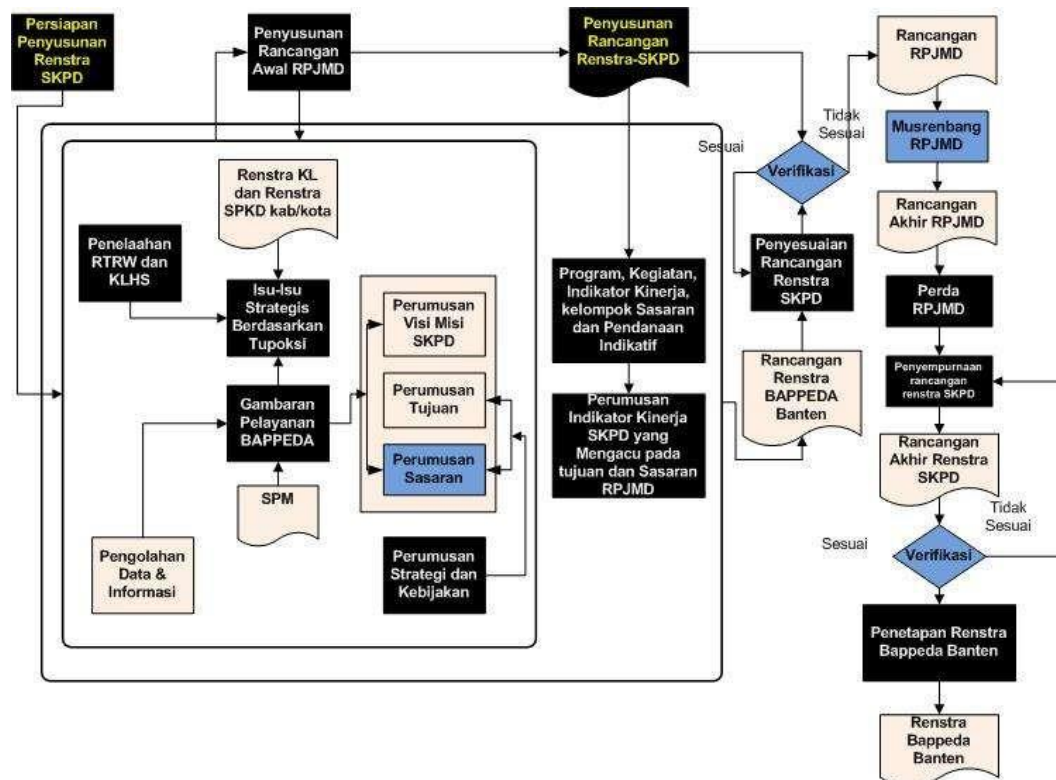 Persiapan
Penyusunan
Renstra
SKPD
Penyusunan
Rancangan
Awal RPJMD
Penyusunan
Rancangan
Renstra-SKPD
Rancangan
RPJMD
Tidak
Sesuai
Sesuai
Verifikasi
Musrenbang
RPJMD
Rancangan
Akhir RPJMD
Renstra KL
dan Renstra
SPKD kab/kota
Penelaahan
RTRW dan
KLHS
Isu-Isu
Strategis
Berdasarkan
Tupoksi
Perumusan
Visi Misi
SKPD
Program, Kegiatan,
Indikator Kinerja,
kelompok Sasaran
dan Pendanaan
Indikatif
Penyesuaian
Rancangan
Renstra
SKPD
Perda
RPJMD
Gambaran
Pelayanan
BAPPEDA
Perumusan
Tujuan
Perumusan
Sasaran
Perumusan
Indikator Kinerja
SKPD yang
Mengacu pada
tujuan dan Sasaran
RPJMD
Rancangan
Renstra
BAPPEDA
Banten
Penyempurnaan
rancangan
renstra SKPD
Rancangan
Akhir Renstra
SKPD
SPM
Pengolahan
Data &
Informasi
Perumusan
Strategi dan
Kebijakan
Tidak
Sesuai
Sesuai
Verifikasi
Penetapan Renstra
Bappeda Banten
Renstra
Bappeda
Banten